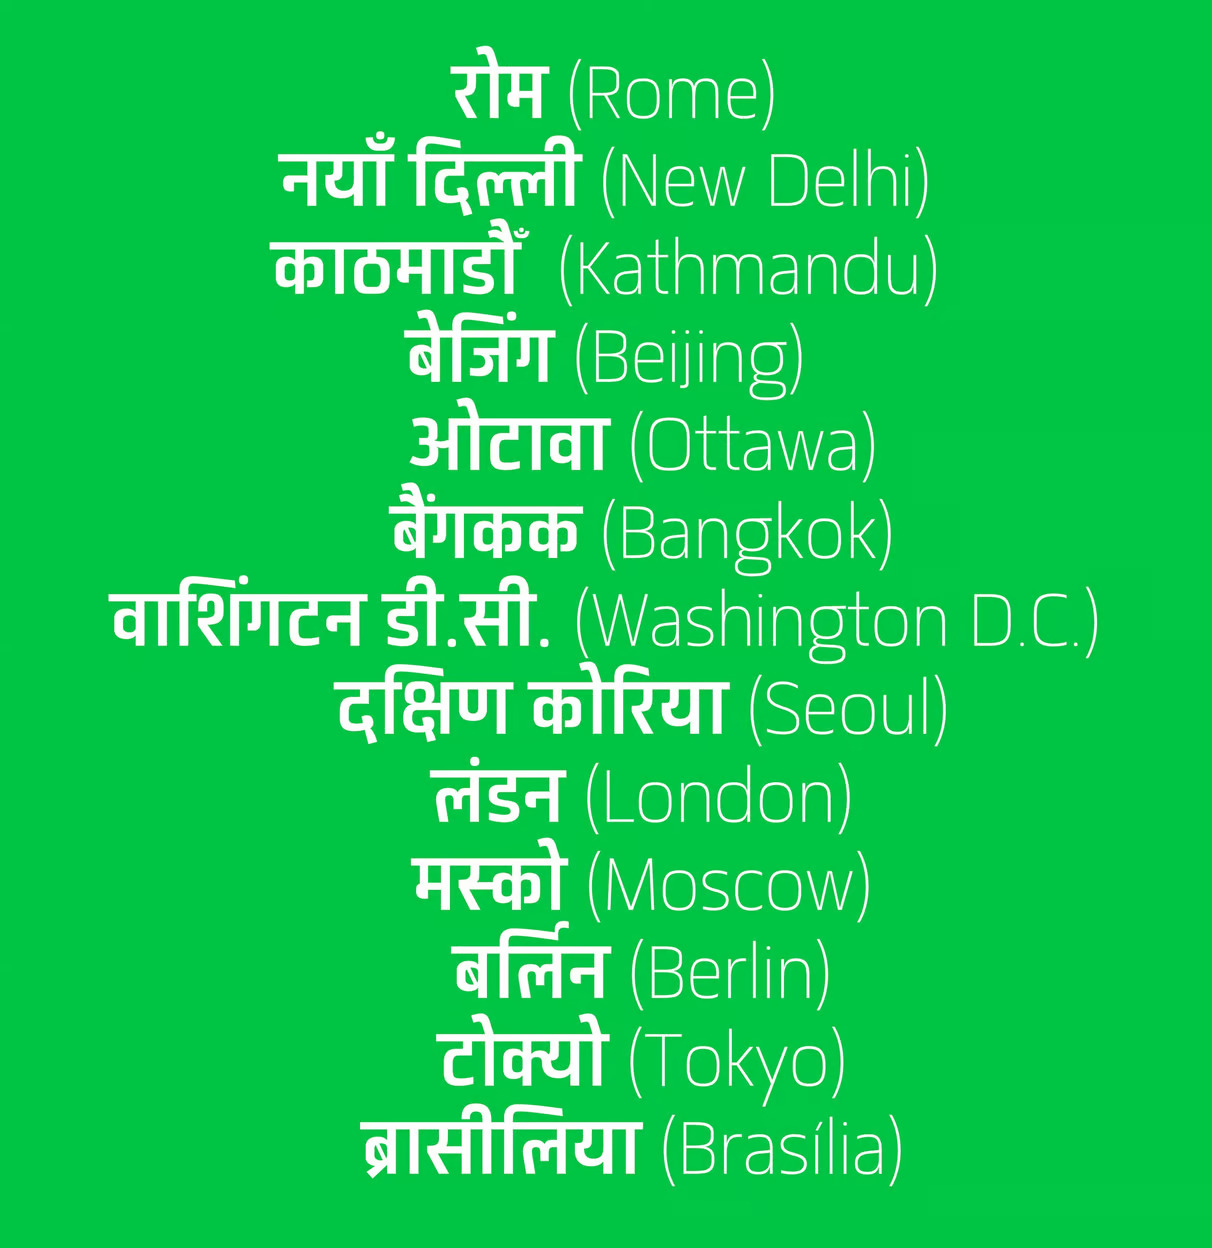 रोम (Rome)
नयाँ दिल्ली (New Delhi)
काठमाडौँ (Kathmandu)
बेजिंग (Beijing)
ओटावा (Ottawa)
बैंगकक (Bangkok)
वाशिंगटन डी.सी. (Washington D.C.)
दक्षिण कोरिया (Seoul)
लंडन (London)
मस्को (Moscow)
बर्लिन (Berlin)
टोक्यो (Tokyo)
ब्रासीलिया (Brasília)